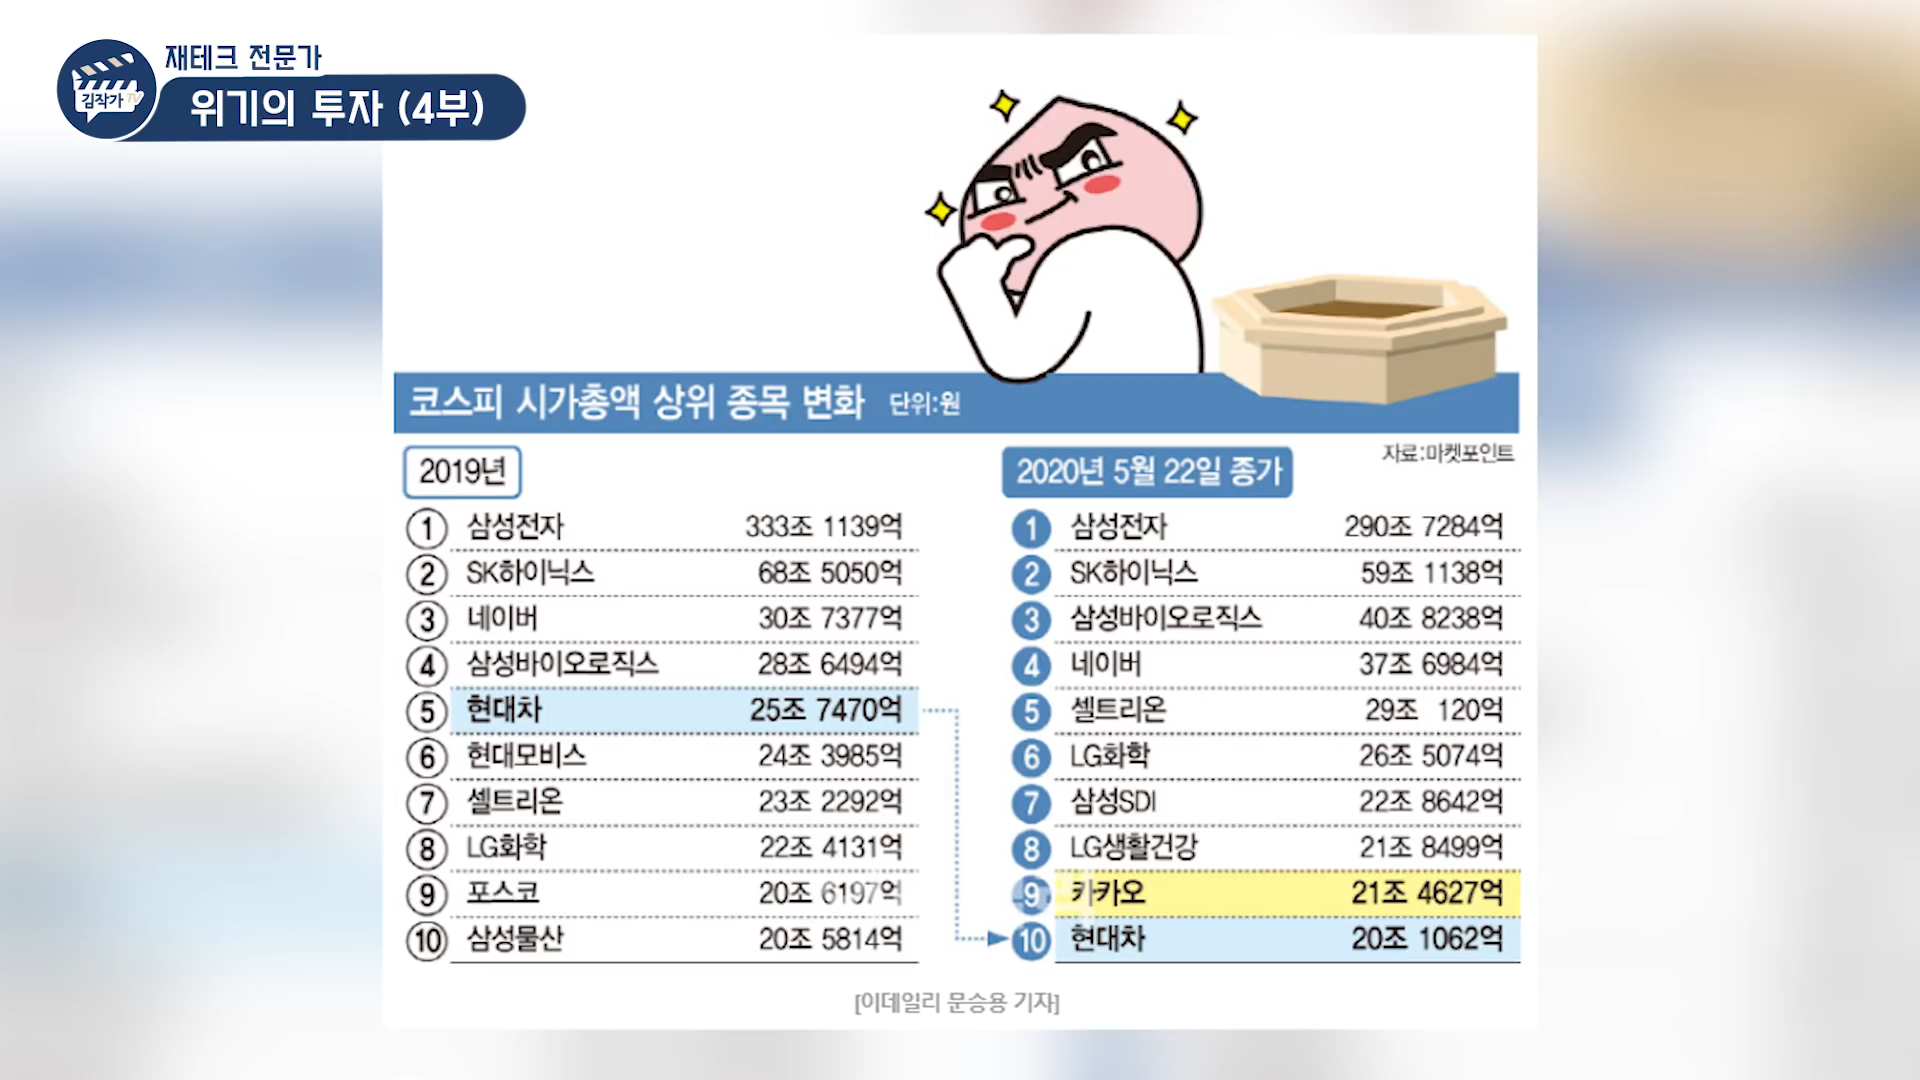 재테크 전문가
김작가 TV
위기의 투자 (4부)
코스피 시가총액 상위 종목 변화 단위:원
자료:마켓포인트
2019년
1 삼성전자 333조 1139억
2 SK하이닉스 68조 5050억
3 네이버 30조 7377억
4 삼성바이오로직스 28조 6494억
5 현대차 25조 7470억
6 현대모비스 24조 3985억
7 셀트리온 23조 2292억
8 LG화학 22조 4131억
9 포스코 20조 6197억
10 삼성물산 20조 5814억
2020년 5월 22일 종가
1 삼성전자 290조 7284억
2 SK하이닉스 59조 1138억
3 삼성바이오로직스 40조 8238억
4 네이버 37조 6984억
5 셀트리온 29조 120억
6 LG화학 26조 5074억
7 삼성SDI 22조 8642억
8 LG생활건강 21조 8499억
9 카카오 21조 4627억
10 현대차 20조 1062억
[이데일리 문승용 기자]